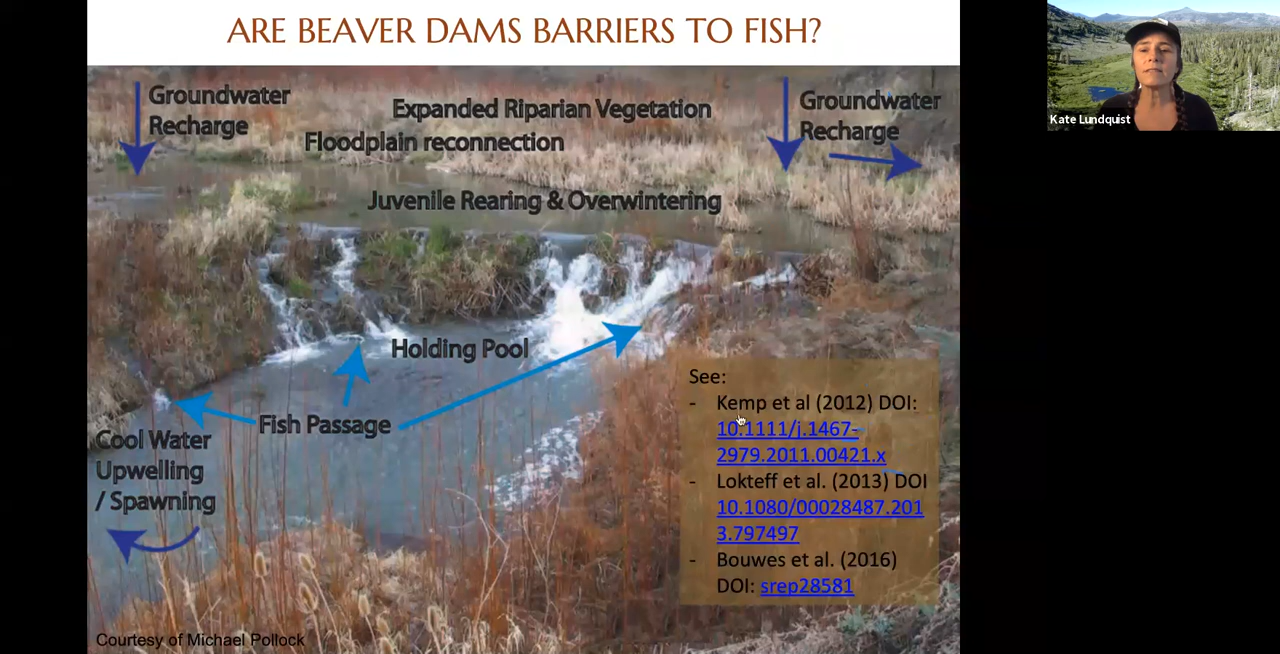 ARE BEAVER DAMS BARRIERS TO FISH?
Kate Lundquist
Groundwater
Recharge
Expanded Riparian Vegetation
Floodplain reconnection
Groundwater
Recharge
Juvenile Rearing & Overwintering
Holding Pool
Fish Passage
Cool Water
Upwelling
/ Spawning
See:
- Kemp et al (2012) DOI:
10.1111/j.1467-
2979.2011.00421.x
- Lokteff et al. (2013) DOI
10.1080/00028487.201
3.797497
- Bouwes et al. (2016)
DOI: srep28581
Courtesy of Michael Pollock